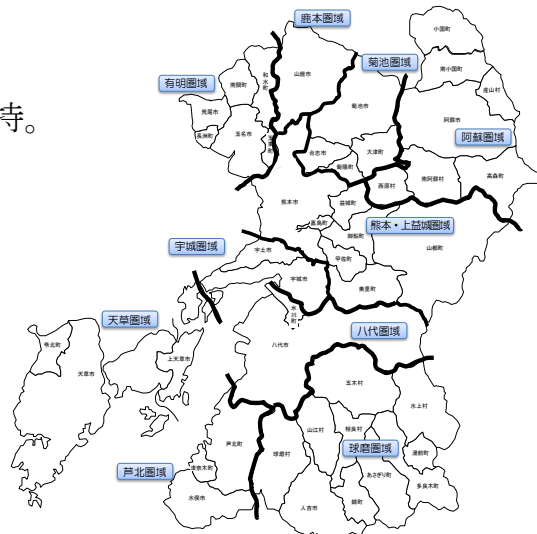 寺。
鹿本圏域
菊池圏域
有明圏域
阿蘇圏域
熊本・上益城圏域
宇城圏域
天草圏域
八代圏域
球磨圏域
芦北圏域
小国町
南小国町
産山村
阿蘇市
高森町
南阿蘇村
西原村
山鹿市
菊池市
和水町
南関町
荒尾市
長洲町
玉名市
玉東町
合志市
菊陽町
大津町
熊本市
益城町
嘉島町
御船町
甲佐町
山都町
美里町
宇土市
宇城市
氷川町
八代市
上天草市
天草市
苓北町
五木村
水上村
山江村
相良村
湯前町
あさぎり町
多良木町
錦町
人吉市
球磨村
芦北町
津奈木町
水俣市